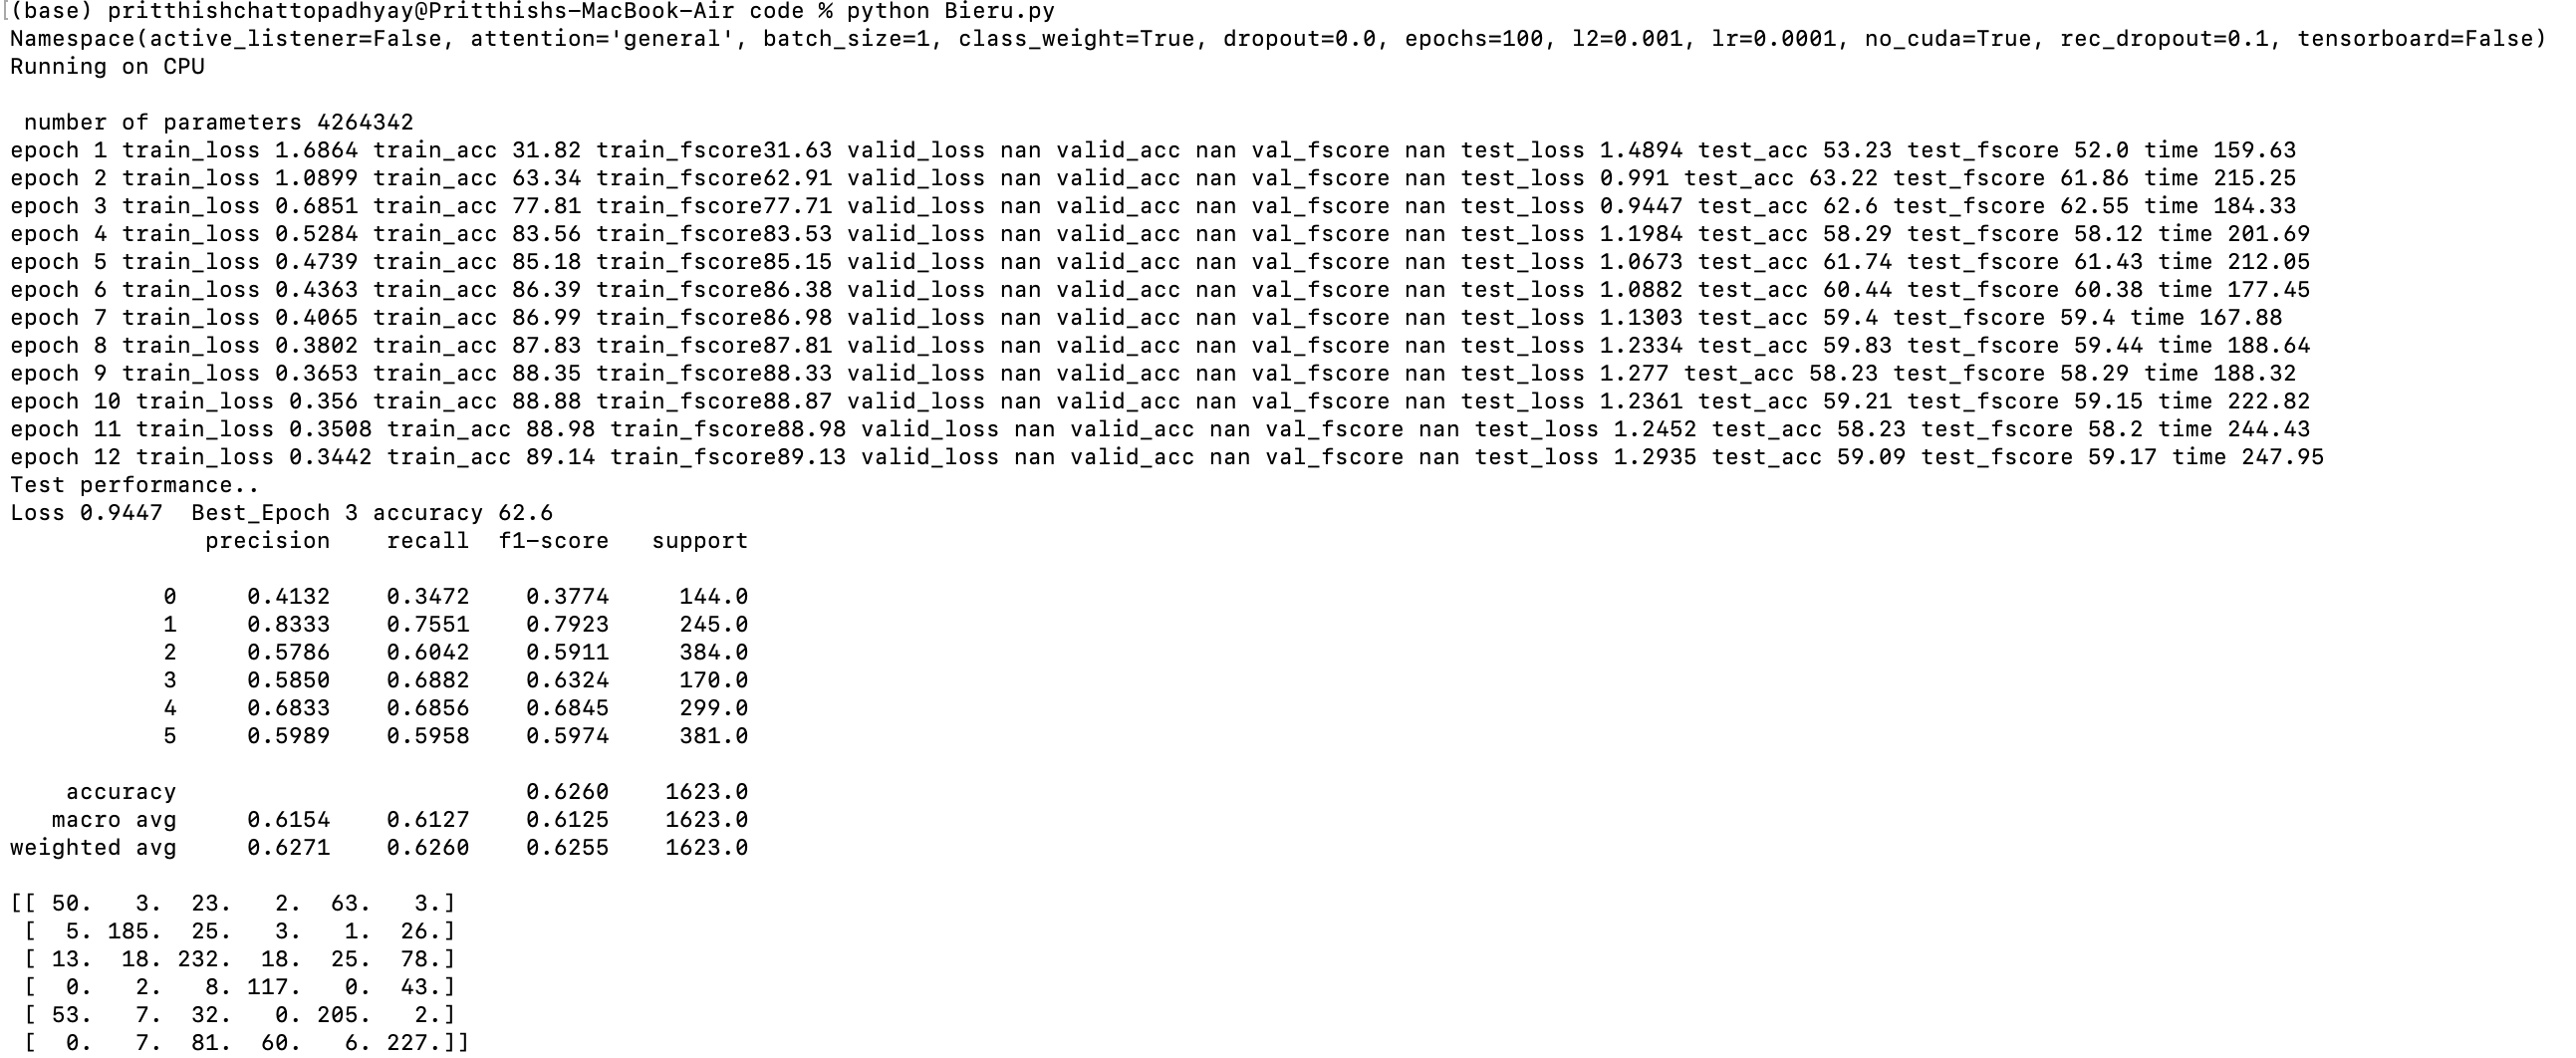 [(base) pritthishchattopadhyay@Pritthishs-MacBook-Air code % python Bieru.py
Namespace(active_listener=False, attention='general', batch_size=1, class_weight=True, dropout=0.0, epochs=100, l2=0.001, lr=0.0001, no_cuda=True, rec_dropout=0.1, tensorboard=False)
Running on CPU
number of parameters 4264342
epoch 1 train_loss 1.6864 train_acc 31.82 train_fscore31.63 valid_loss nan valid_acc nan val_fscore nan test_loss 1.4894 test_acc 53.23 test_fscore 52.0 time 159.63
epoch 2 train_loss 1.0899 train_acc 63.34 train_fscore62.91 valid_loss nan valid_acc nan val_fscore nan test_loss 0.991 test_acc 63.22 test_fscore 61.86 time 215.25
epoch 3 train_loss 0.6851 train_acc 77.81 train_fscore77.71 valid_loss nan valid_acc nan val_fscore nan test_loss 0.9447 test_acc 62.6 test_fscore 62.55 time 184.33
epoch 4 train_loss 0.5284 train_acc 83.56 train_fscore83.53 valid_loss nan valid_acc nan val_fscore nan test_loss 1.1984 test_acc 58.29 test_fscore 58.12 time 201.69
epoch 5 train_loss 0.4739 train_acc 85.18 train_fscore85.15 valid_loss nan valid_acc nan val_fscore nan test_loss 1.0673 test_acc 61.74 test_fscore 61.43 time 212.05
epoch 6 train_loss 0.4363 train_acc 86.39 train_fscore86.38 valid_loss nan valid_acc nan val_fscore nan test_loss 1.0882 test_acc 60.44 test_fscore 60.38 time 177.45
epoch 7 train_loss 0.4065 train_acc 86.99 train_fscore86.98 valid_loss nan valid_acc nan val_fscore nan test_loss 1.1303 test_acc 59.4 test_fscore 59.4 time 167.88
epoch 8 train_loss 0.3802 train_acc 87.83 train_fscore87.81 valid_loss nan valid_acc nan val_fscore nan test_loss 1.2334 test_acc 59.83 test_fscore 59.44 time 188.64
epoch 9 train_loss 0.3653 train_acc 88.35 train_fscore88.33 valid_loss nan valid_acc nan val_fscore nan test_loss 1.277 test_acc 58.23 test_fscore 58.29 time 188.32
epoch 10 train_loss 0.356 train_acc 88.88 train_fscore88.87 valid_loss nan valid_acc nan val_fscore nan test_loss 1.2361 test_acc 59.21 test_fscore 59.15 time 222.82
epoch 11 train_loss 0.3508 train_acc 88.98 train_fscore88.98 valid_loss nan valid_acc nan val_fscore nan test_loss 1.2452 test_acc 58.23 test_fscore 58.2 time 244.43
epoch 12 train_loss 0.3442 train_acc 89.14 train_fscore89.13 valid_loss nan valid_acc nan val_fscore nan test_loss 1.2935 test_acc 59.09 test_fscore 59.17 time 247.95
Test performance..
Loss 0.9447  Best_Epoch 3 accuracy 62.6
precision recall f1-score support
0 0.4132 0.3472 0.3774 144.0
1 0.8333 0.7551 0.7923 245.0
2 0.5786 0.6042 0.5911 384.0
3 0.5850 0.6882 0.6324 170.0
4 0.6833 0.6856 0.6845 299.0
5 0.5989 0.5958 0.5974 381.0
accuracy 0.6260 1623.0
macro avg 0.6154 0.6127 0.6125 1623.0
weighted avg 0.6271 0.6260 0.6255 1623.0
[[ 50. 3. 23. 2. 63. 3.]
[ 5. 185. 25. 3. 1. 26.]
[ 13. 18. 232. 18. 25. 78.]
[ 0. 2. 8. 117. 0. 43.]
[ 53. 7. 32. 0. 205. 2.]
[ 0. 7. 81. 60. 6. 227.]]